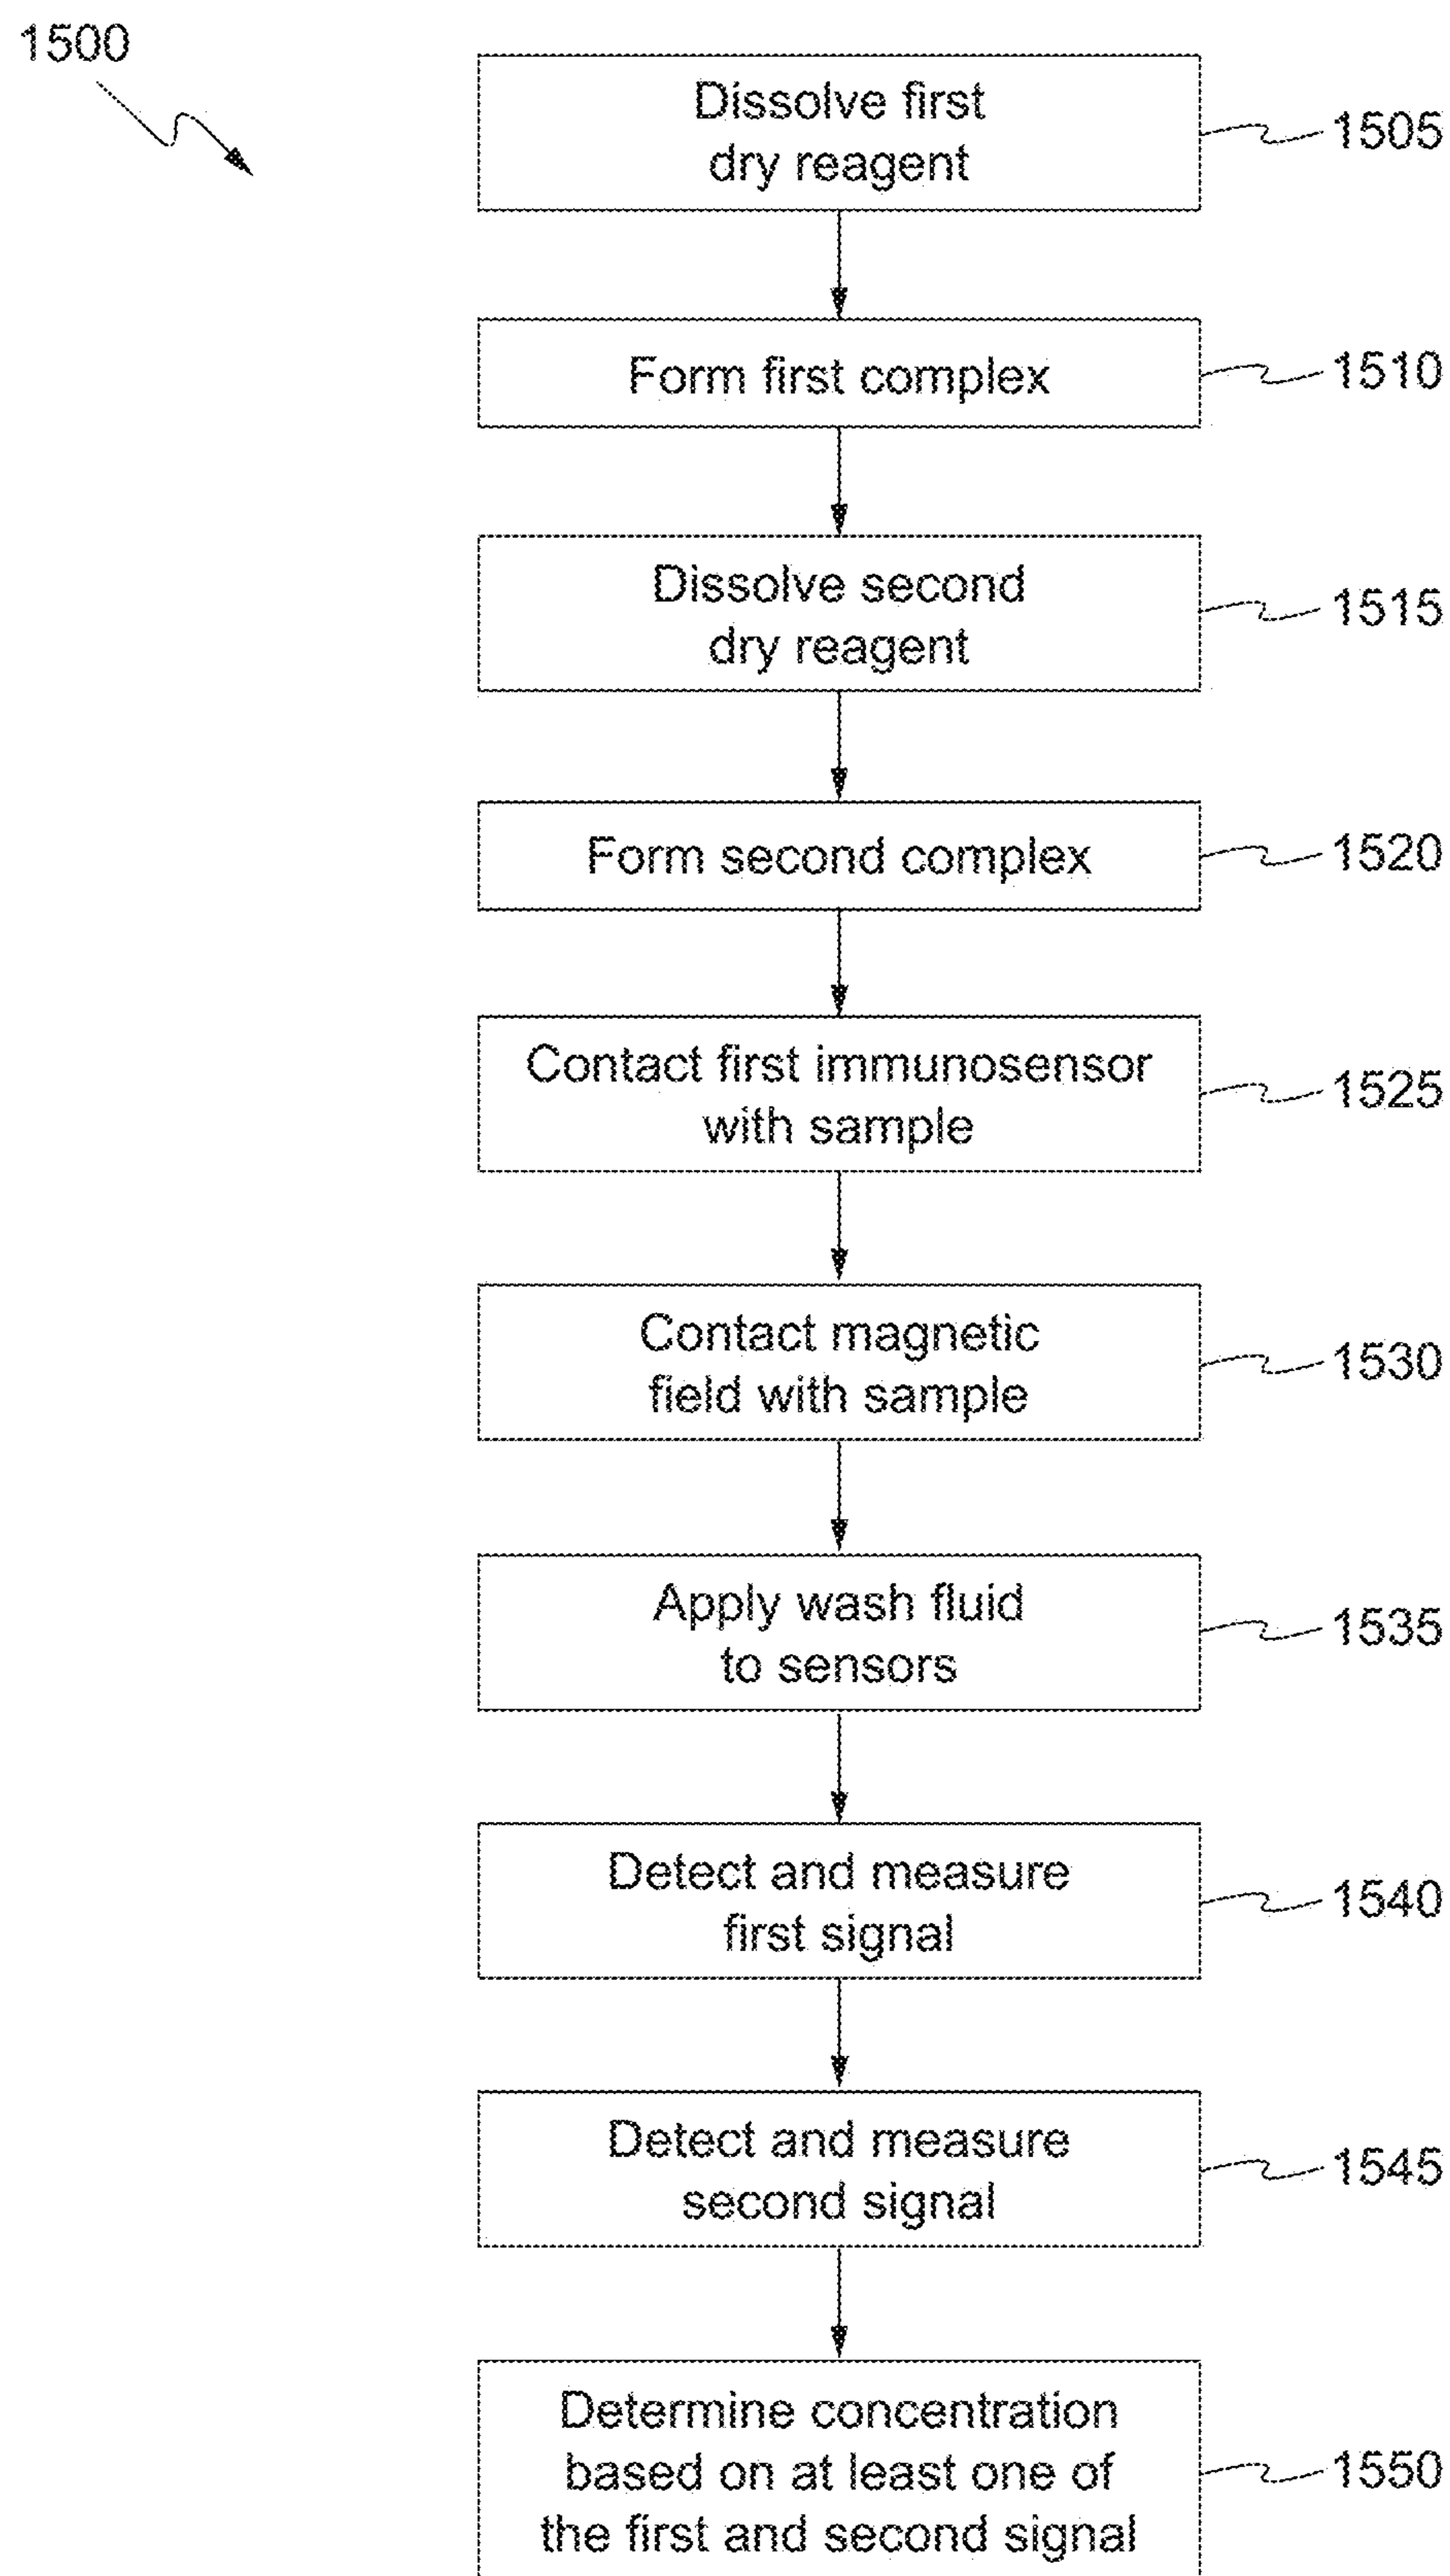 1500
Dissolve first
dry reagent
1505
Form first complex
1510
Dissolve second
dry reagent
1515
Form second complex
1520
Contact first immunosensor
with sample
1525
Contact magnetic
field with sample
1530
Apply wash fluid
to sensors
1535
Detect and measure
first signal
1540
Detect and measure
second signal
1545
Determine concentration
based on at least one of
the first and second signal
1550